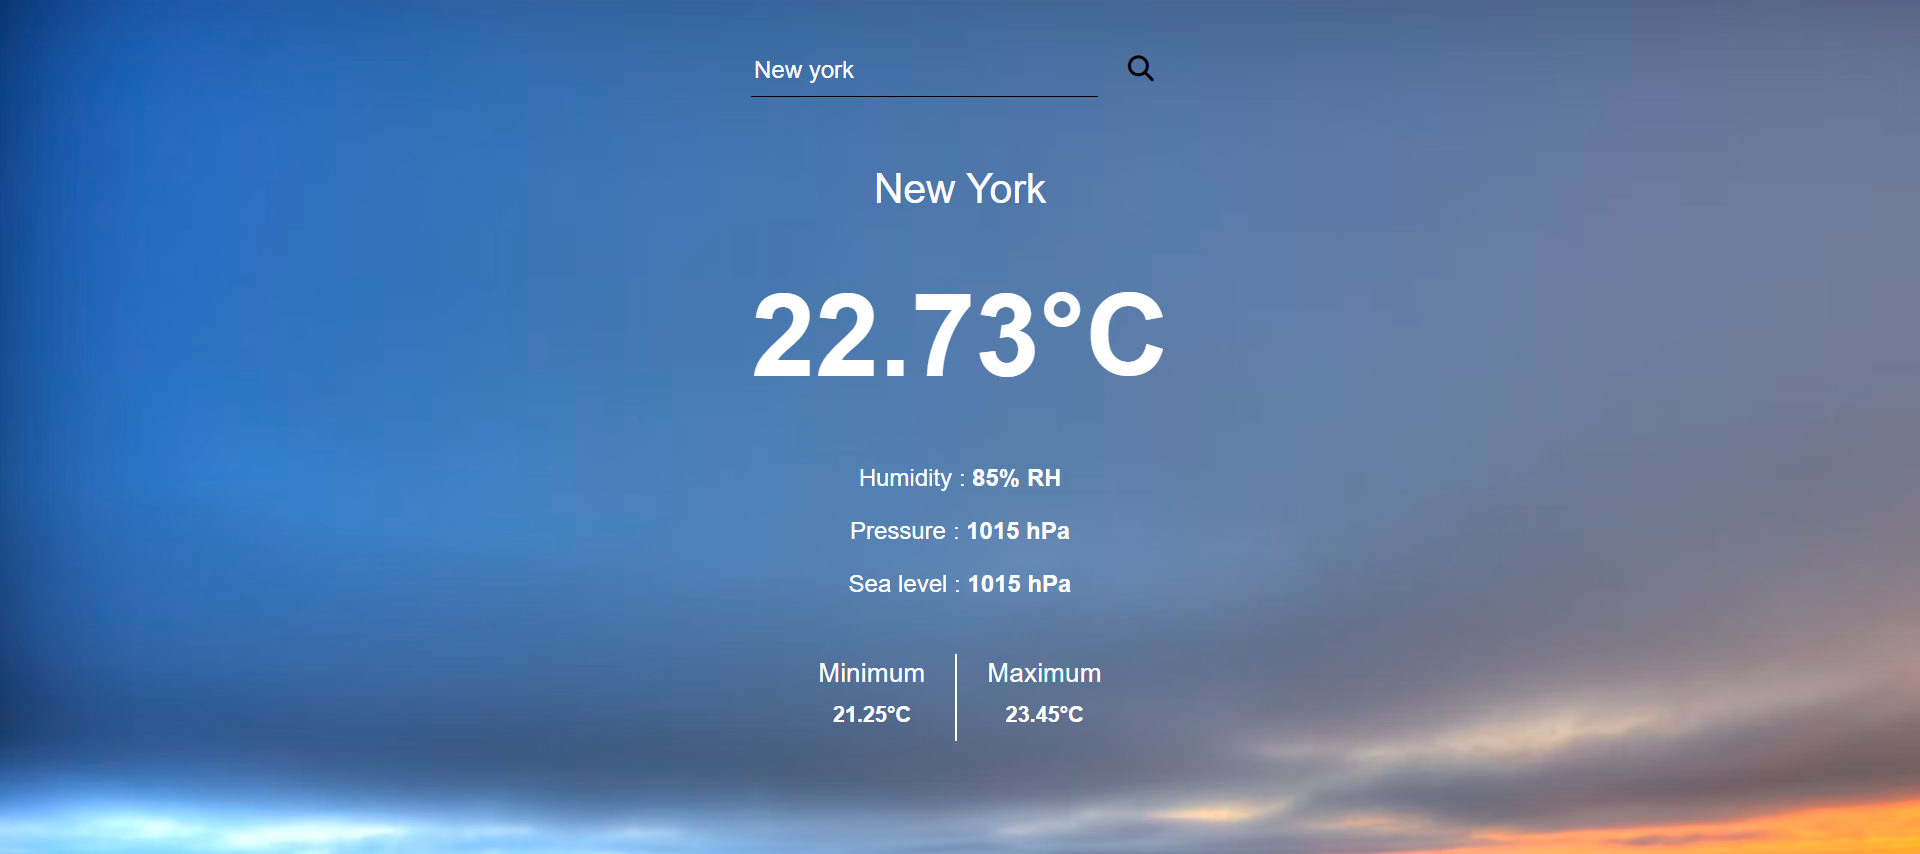 New york
New York
22.73°C
Humidity : 85% RH
Pressure : 1015 hPa
Sea level : 1015 hPa
Minimum Maximum
21.25°C 23.45°C